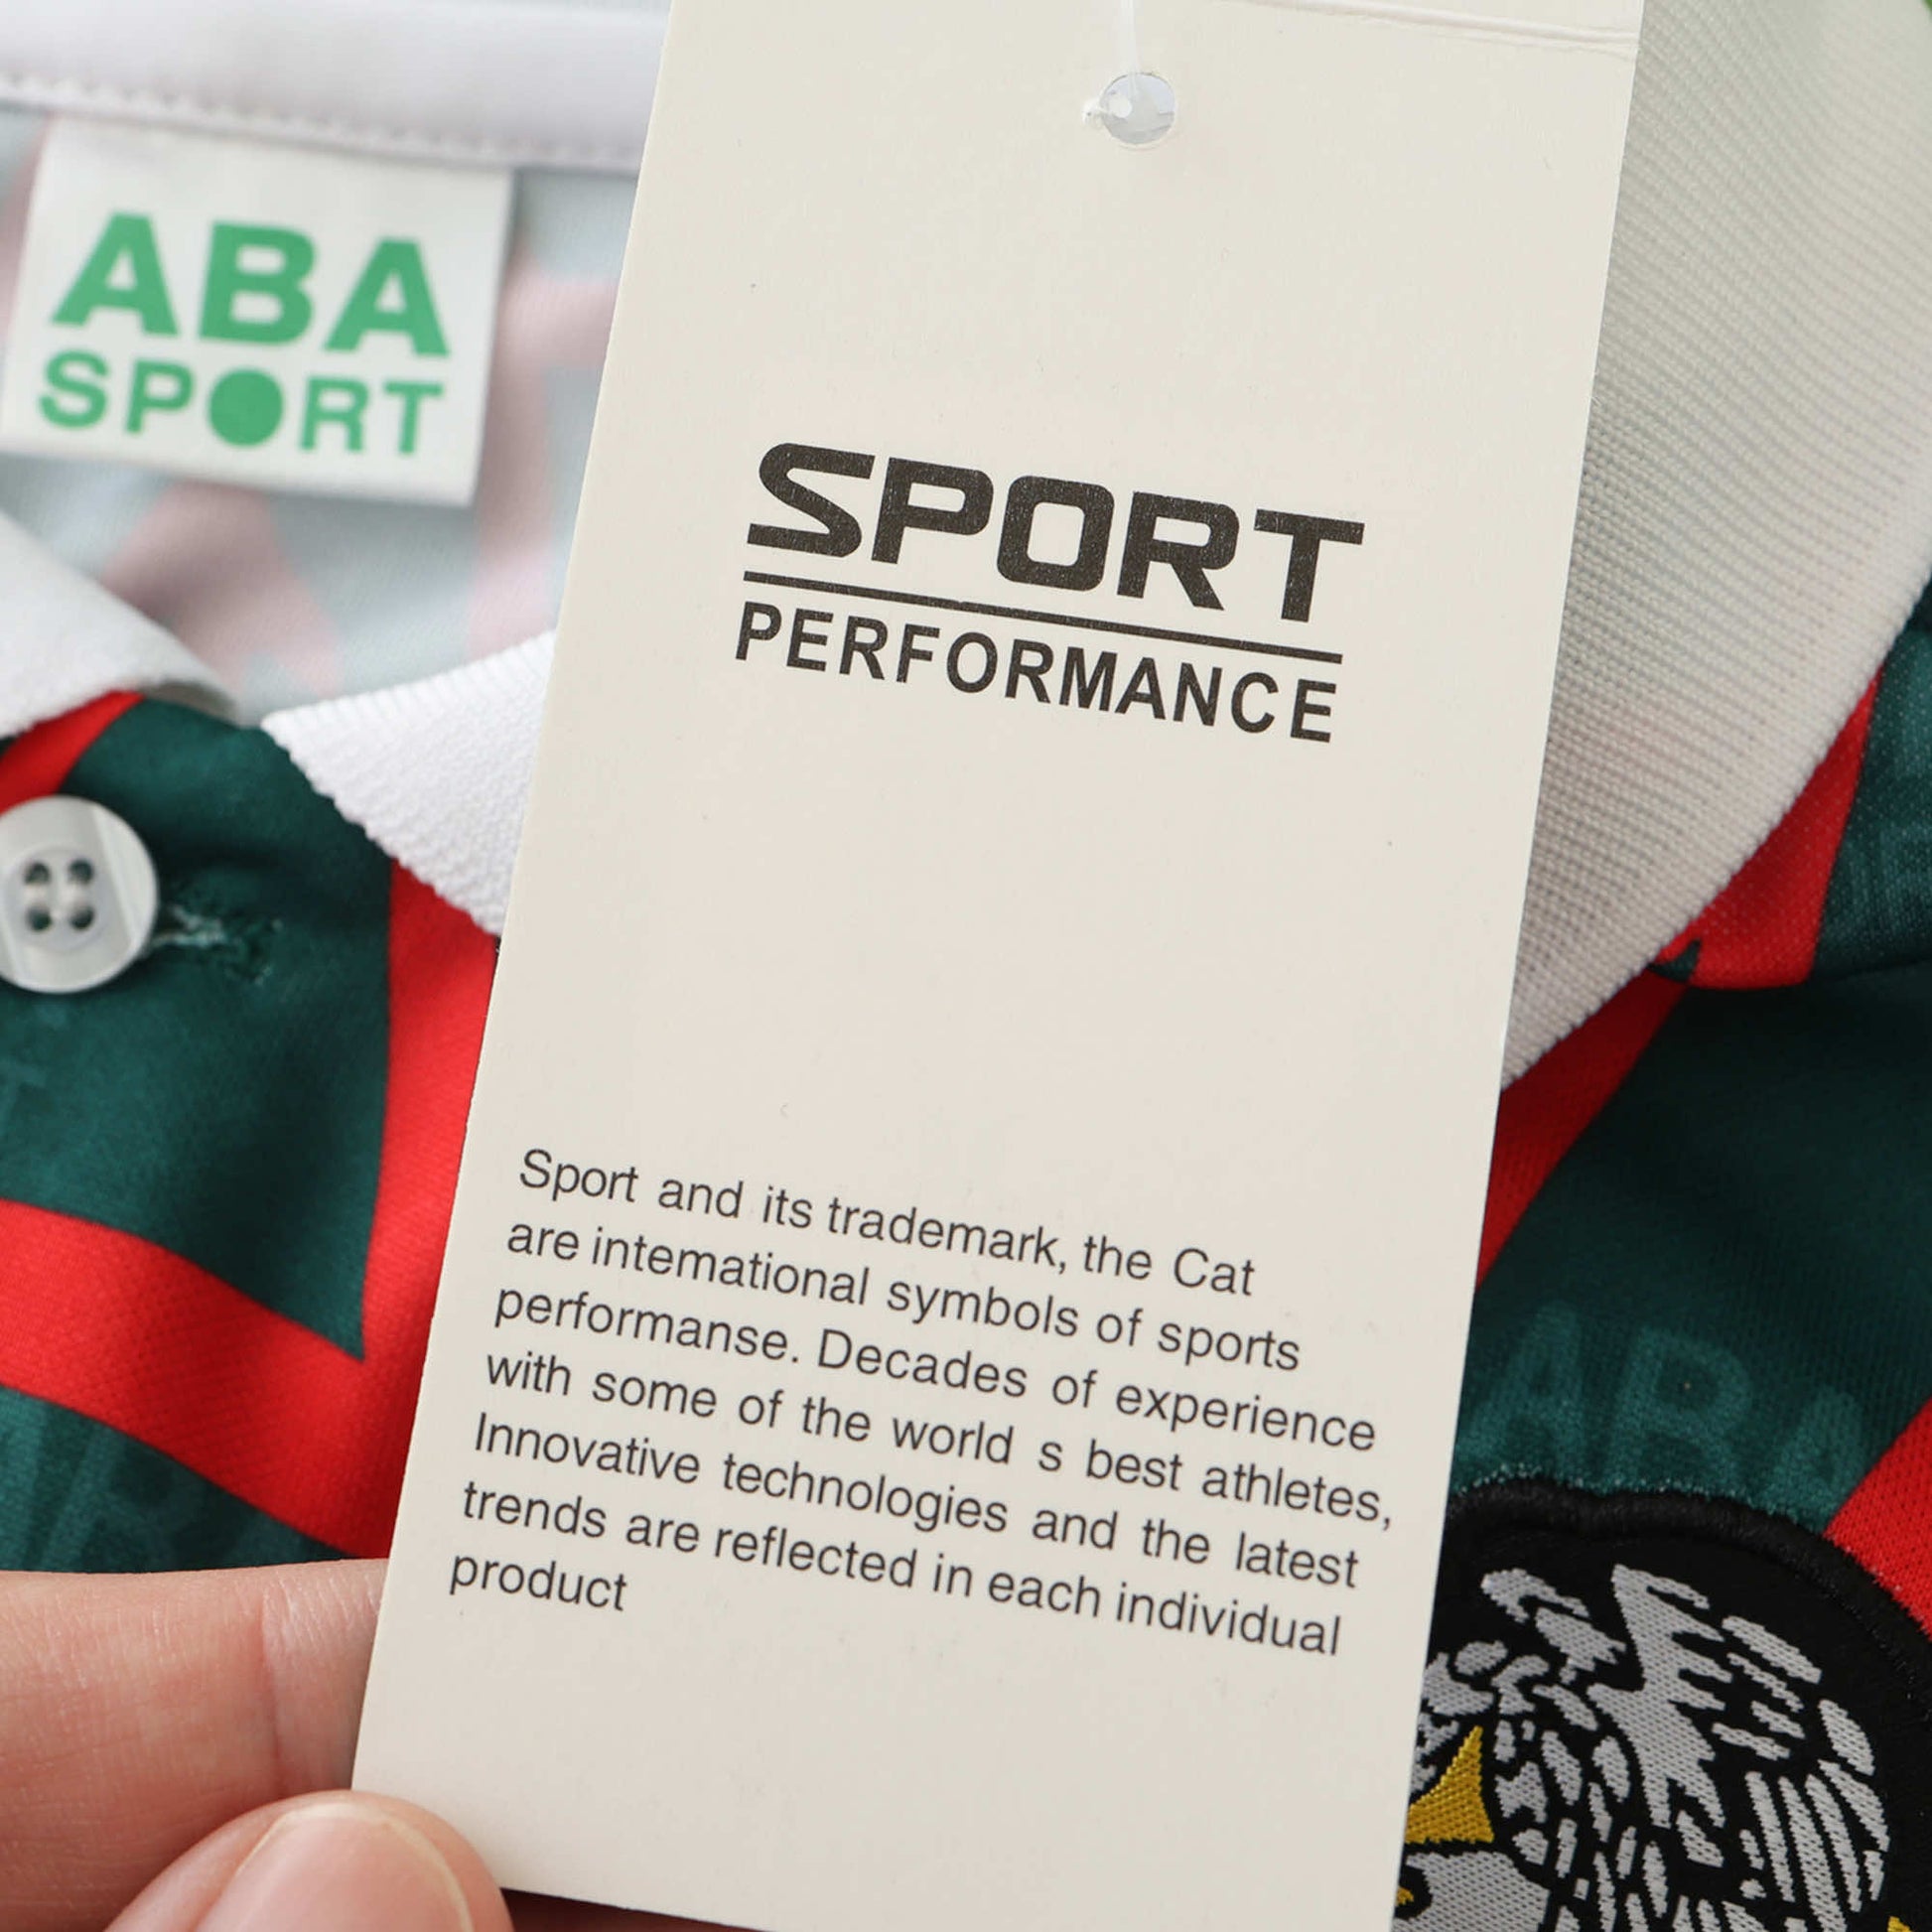 ABA
SPORT
SPORT
PERFORMANCE
Sport and its trademark, the Cat
are intemational symbols of sports
performanse. Decades of experience
with some of the world s best athletes,
Innovative technologies and the latest
trends are reflected in each individual
product
ABA